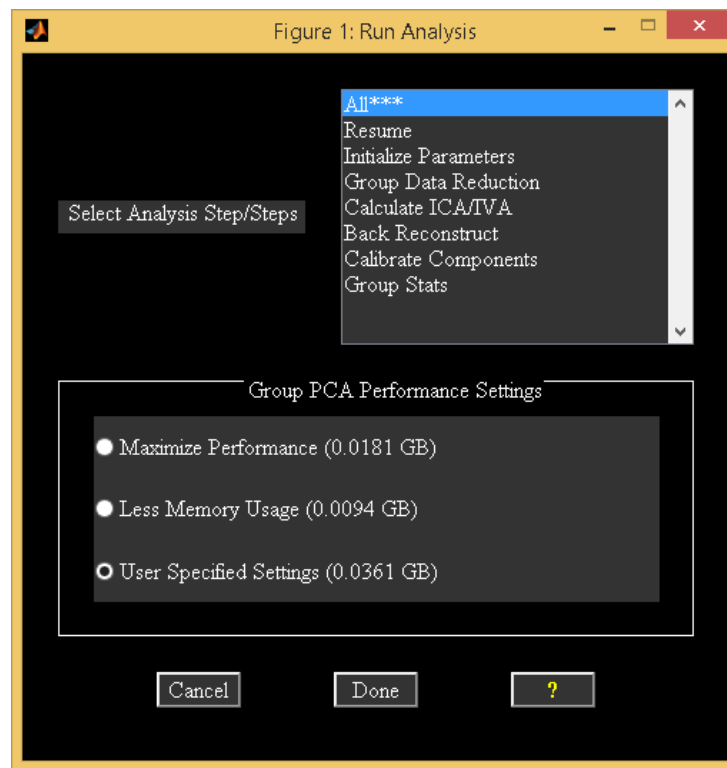 Figure 1: Run Analysis
All***
Resume
Initialize Parameters
Group Data Reduction
Calculate ICA/IVA
Back Reconstruct
Calibrate Components
Group Stats
Select Analysis Step/Steps
Group PCA Performance Settings
Maximize Performance (0.0181 GB)
Less Memory Usage (0.0094 GB)
User Specified Settings (0.0361 GB)
Cancel
Done
?